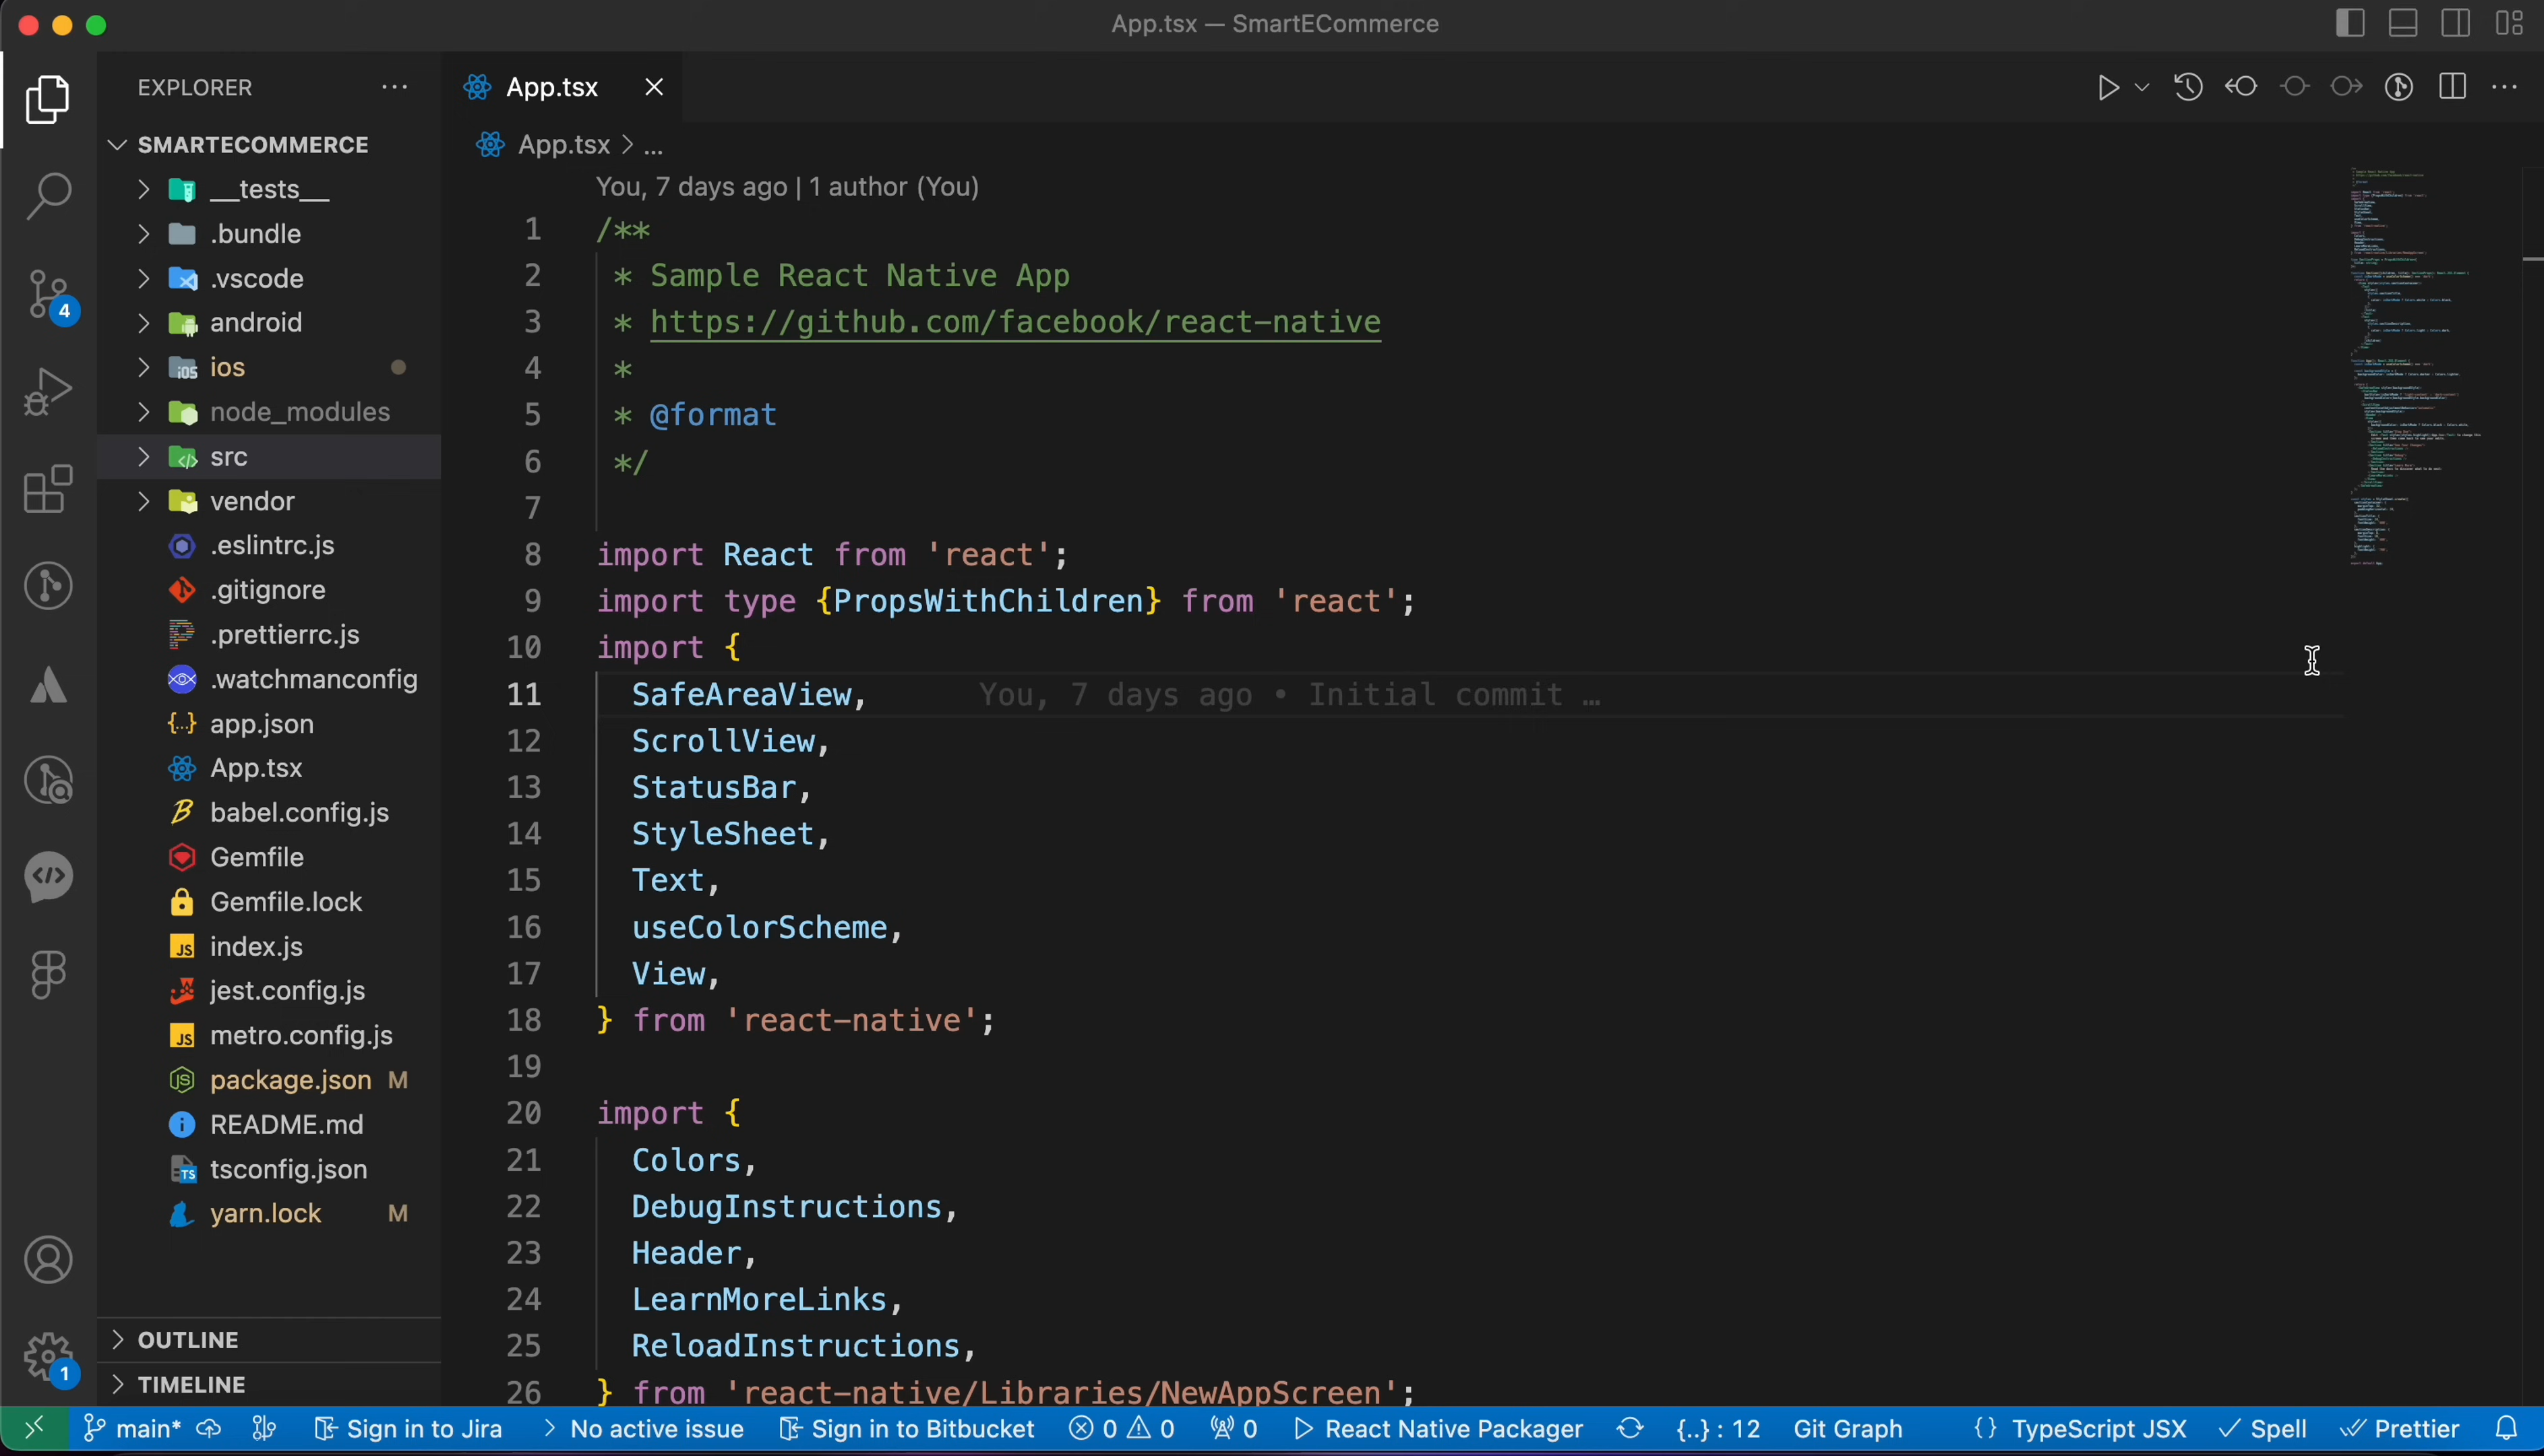 App.tsx — SmartECommerce
EXPLORER
SMARTECOMMERCE
__tests__
.bundle
.vscode
android
ios
node_modules
src
vendor
.eslintrc.js
.gitignore
.prettierrc.js
.watchmanconfig
{...} app.json
App.tsx
babel.config.js
Gemfile
Gemfile.lock
JS index.js
jest.config.js
JS metro.config.js
package.json M
README.md
TS tsconfig.json
yarn.lock M
OUTLINE
TIMELINE
4
1
App.tsx
App.tsx > ...
You, 7 days ago | 1 author (You)
1 /**
2 * Sample React Native App
3 * https://github.com/facebook/react-native
4 *
5 * @format
6 */
7
8 import React from 'react';
9 import type {PropsWithChildren} from 'react';
10 import {
11 SafeAreaView, You, 7 days ago • Initial commit …
12 ScrollView,
13 StatusBar,
14 StyleSheet,
15 Text,
16 useColorScheme,
17 View,
18 } from 'react-native';
19
20 import {
21 Colors,
22 DebugInstructions,
23 Header,
24 LearnMoreLinks,
25 ReloadInstructions,
26 } from 'react-native/Libraries/NewAppScreen';
main* Sign in to Jira > No active issue Sign in to Bitbucket 0 0 0 React Native Packager {..} : 12 Git Graph {} TypeScript JSX Spell Prettier